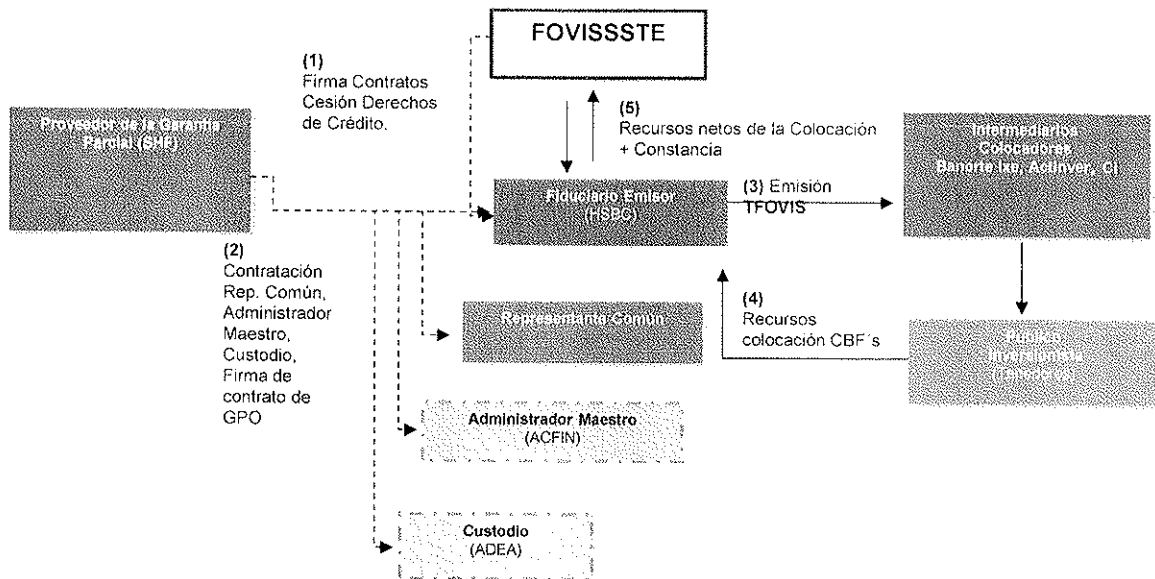 FOVISSSTE
(1)
Firma Contratos
Cesión Derechos
de Crédito.
(5)
Recursos netos de la Colocación
+ Constancia
Proveedor de la Garantía
Parcial (SHF)
Intermediarios
Colocadores
Banorte Ixe, Actinver, CI
Fiduciario Emisor
(HSBC)
(3) Emisión
TFOVIS
(2)
Contratación
Rep. Común,
Administrador
Maestro,
Custodio,
Firma de
contrato de
GPO
(4)
Recursos
colocación CBF´s
Representante Común
Público
Inversionista
(Tenedores)
Administrador Maestro
(ACFIN)
Custodio
(ADEA)